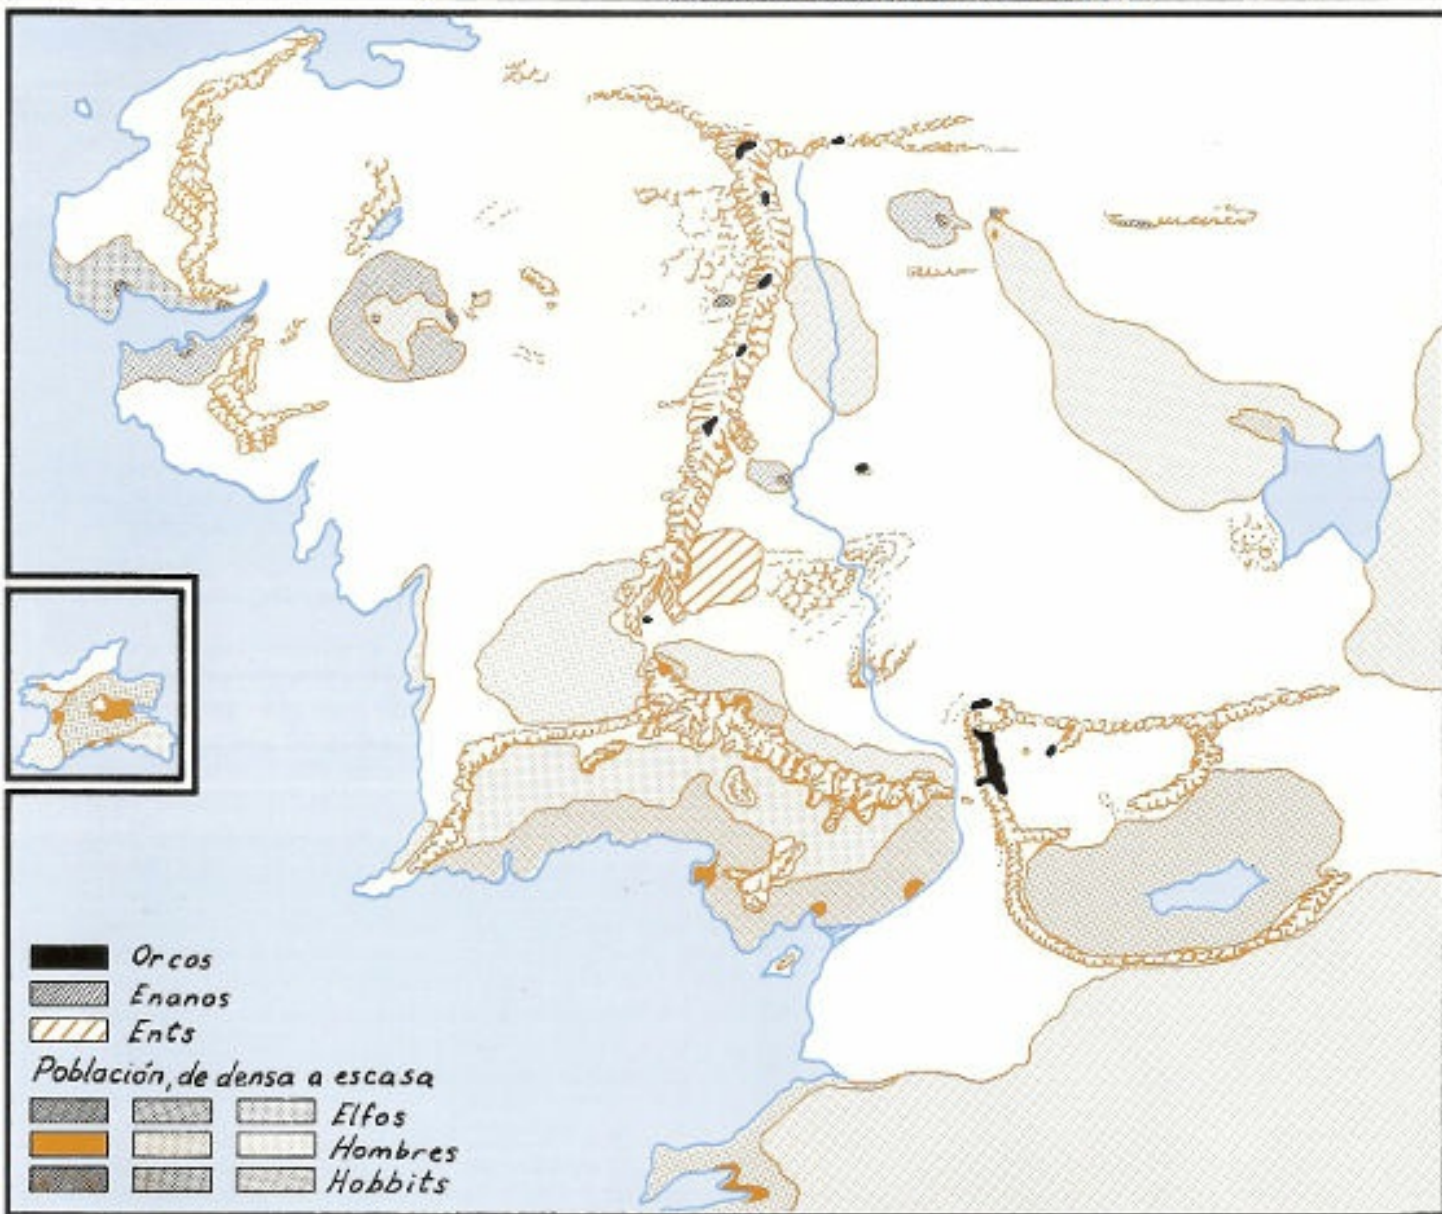 Orcos
Enanos
Ents
Población, de densa a escasa
Elfos
Hombres
Hobbits